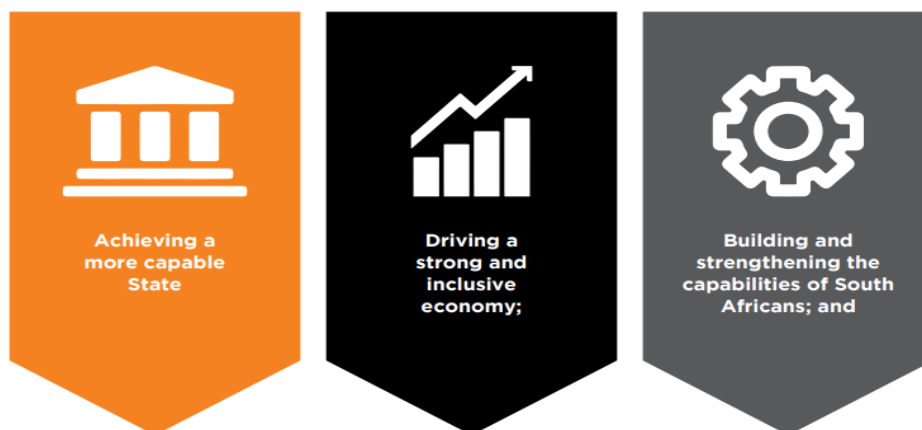 Achieving a
more capable
State
Driving a
strong and
inclusive
economy;
Building and
strengthening the
capabilities of South
Africans; and